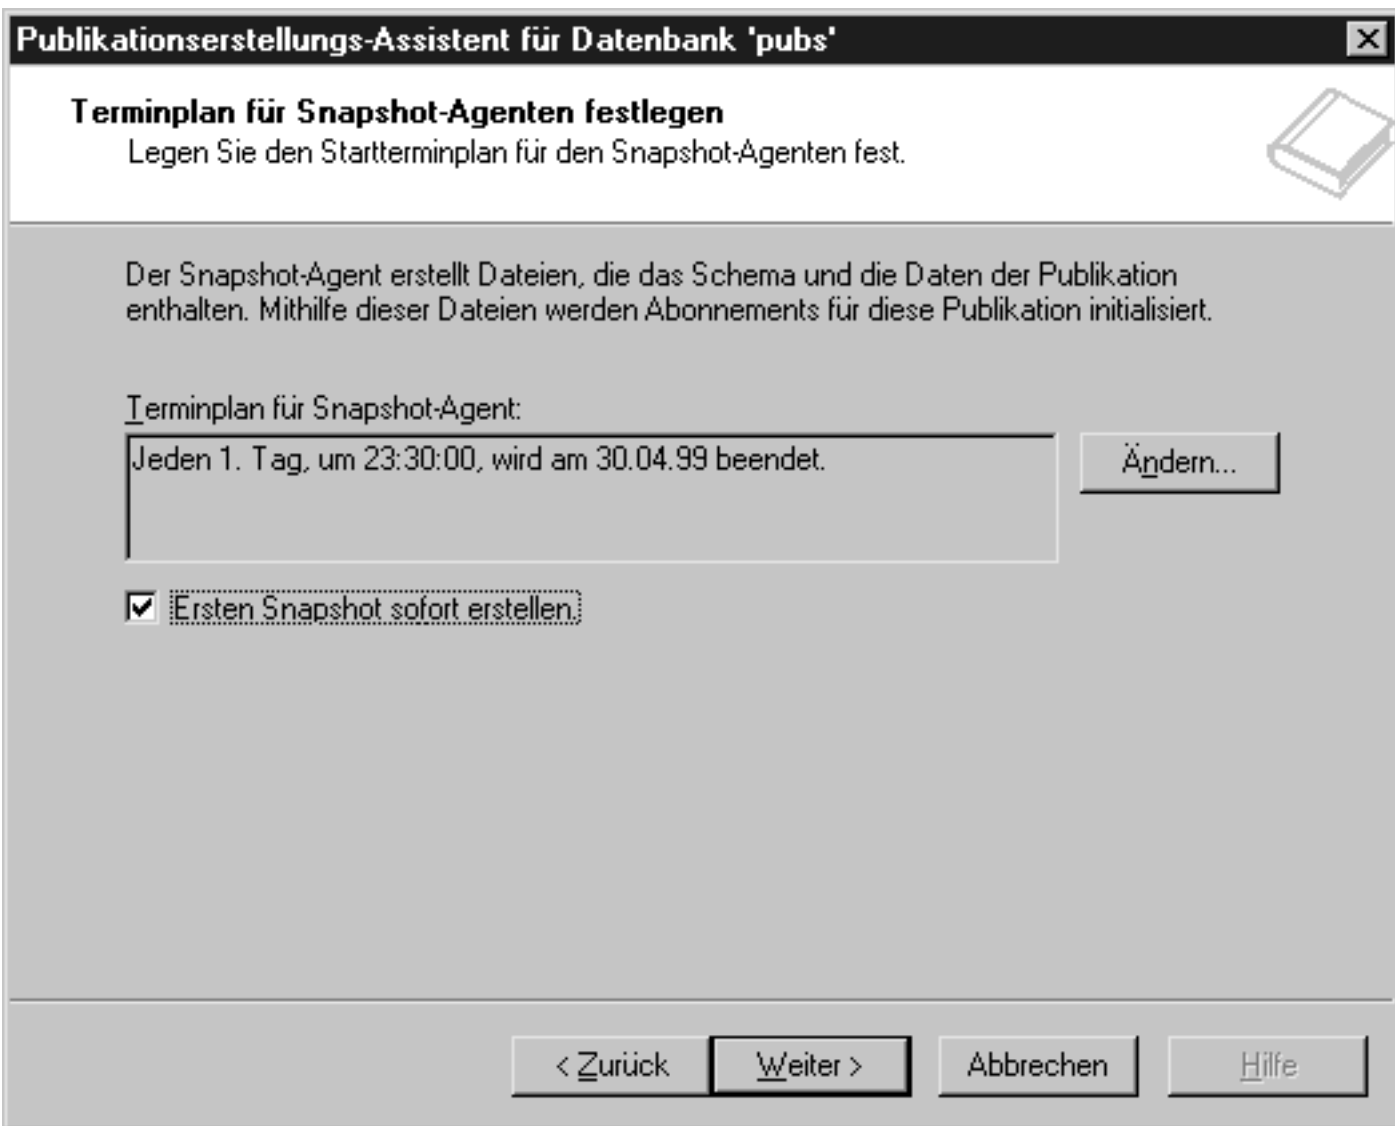 Publikationserstellungs-Assistent für Datenbank 'pubs'
Terminplan für Snapshot-Agenten festlegen
Legen Sie den Startterminplan für den Snapshot-Agenten fest.
Der Snapshot-Agent erstellt Dateien, die das Schema und die Daten der Publikation
enthalten. Mithilfe dieser Dateien werden Abonnements für diese Publikation initialisiert.
Terminplan für Snapshot-Agent:
Jeden 1. Tag, um 23:30:00, wird am 30.04.99 beendet.
Ändern...
Ersten Snapshot sofort erstellen.
< Zurück
Weiter >
Abbrechen
Hilfe